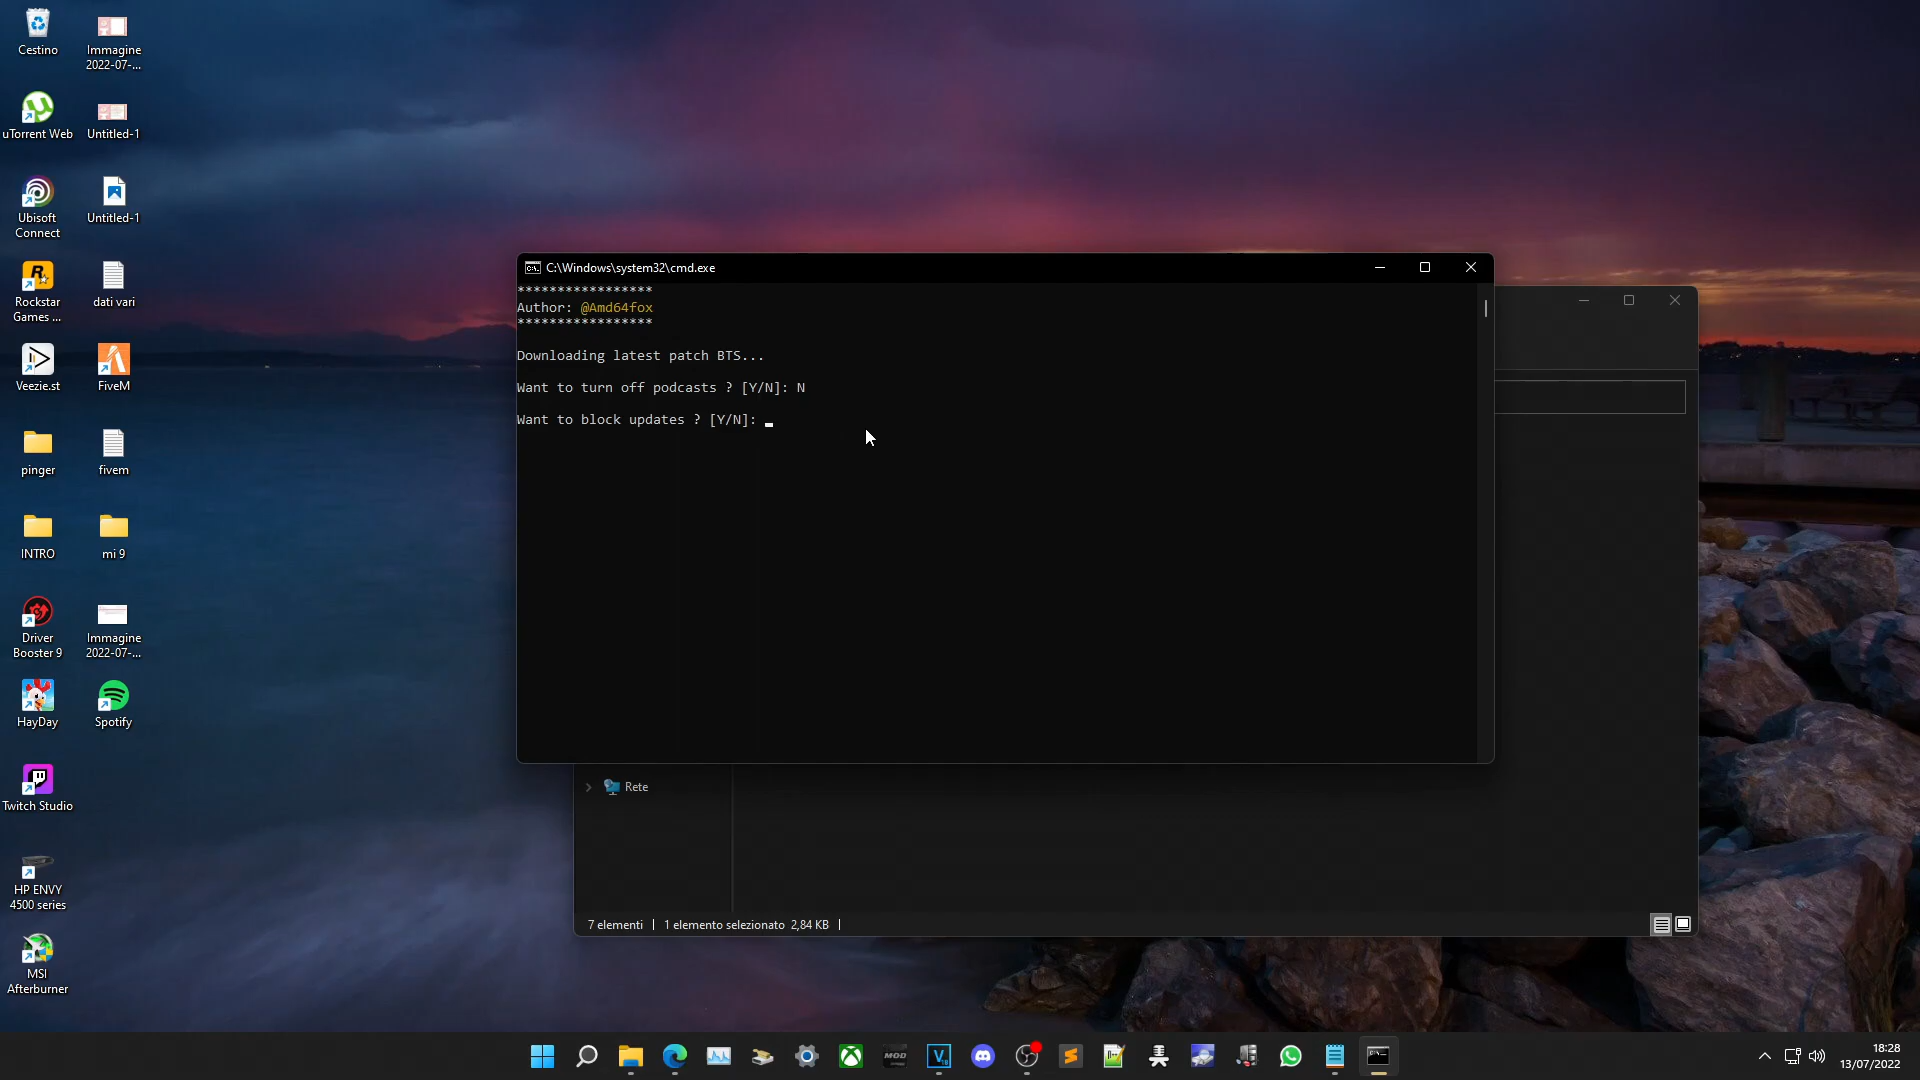 Cestino
Immagine
2022-07-...
uTorrent Web
Untitled-1
Ubisoft
Connect
Untitled-1
Rockstar
Games ...
dati vari
Veezie.st
FiveM
pinger
fivem
INTRO
mi 9
Driver
Booster 9
Immagine
2022-07-...
HayDay
Spotify
Twitch Studio
HP ENVY
4500 series
MSI
Afterburner
C:\Windows\system32\cmd.exe
*****************
Author: @Amd64fox
*****************
Downloading latest patch BTS...
Want to turn off podcasts ? [Y/N]: N
Want to block updates ? [Y/N]:
Rete
7 elementi
1 elemento selezionato 2,84 KB
MOD
18:28
13/07/2022